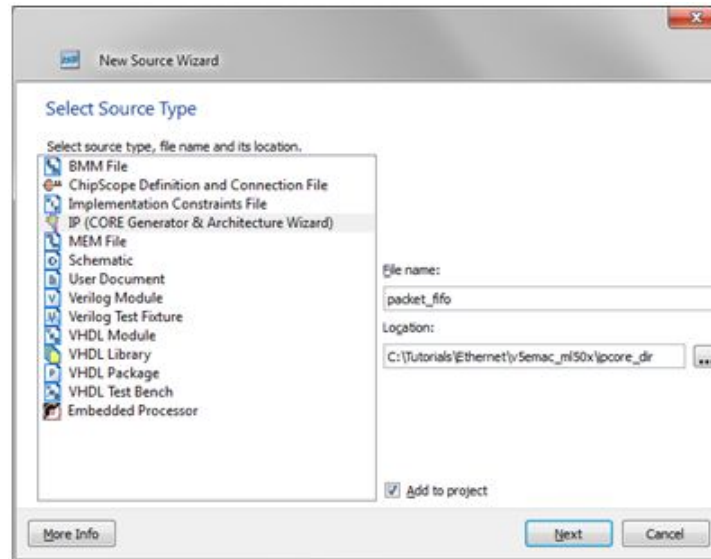 New Source Wizard
Select Source Type
Select source type, file name and its location.
BMM File
ChipScope Definition and Connection File
Implementation Constraints File
IP (CORE Generator & Architecture Wizard)
MEM File
Schematic
User Document
Verilog Module
Verilog Test Fixture
VHDL Module
VHDL Library
VHDL Package
VHDL Test Bench
Embedded Processor
File name:
packet_fifo
Location:
C:\Tutorials\Ethernet\v5emac_ml50x\ipcore_dir
...
Add to project
More Info
Next
Cancel